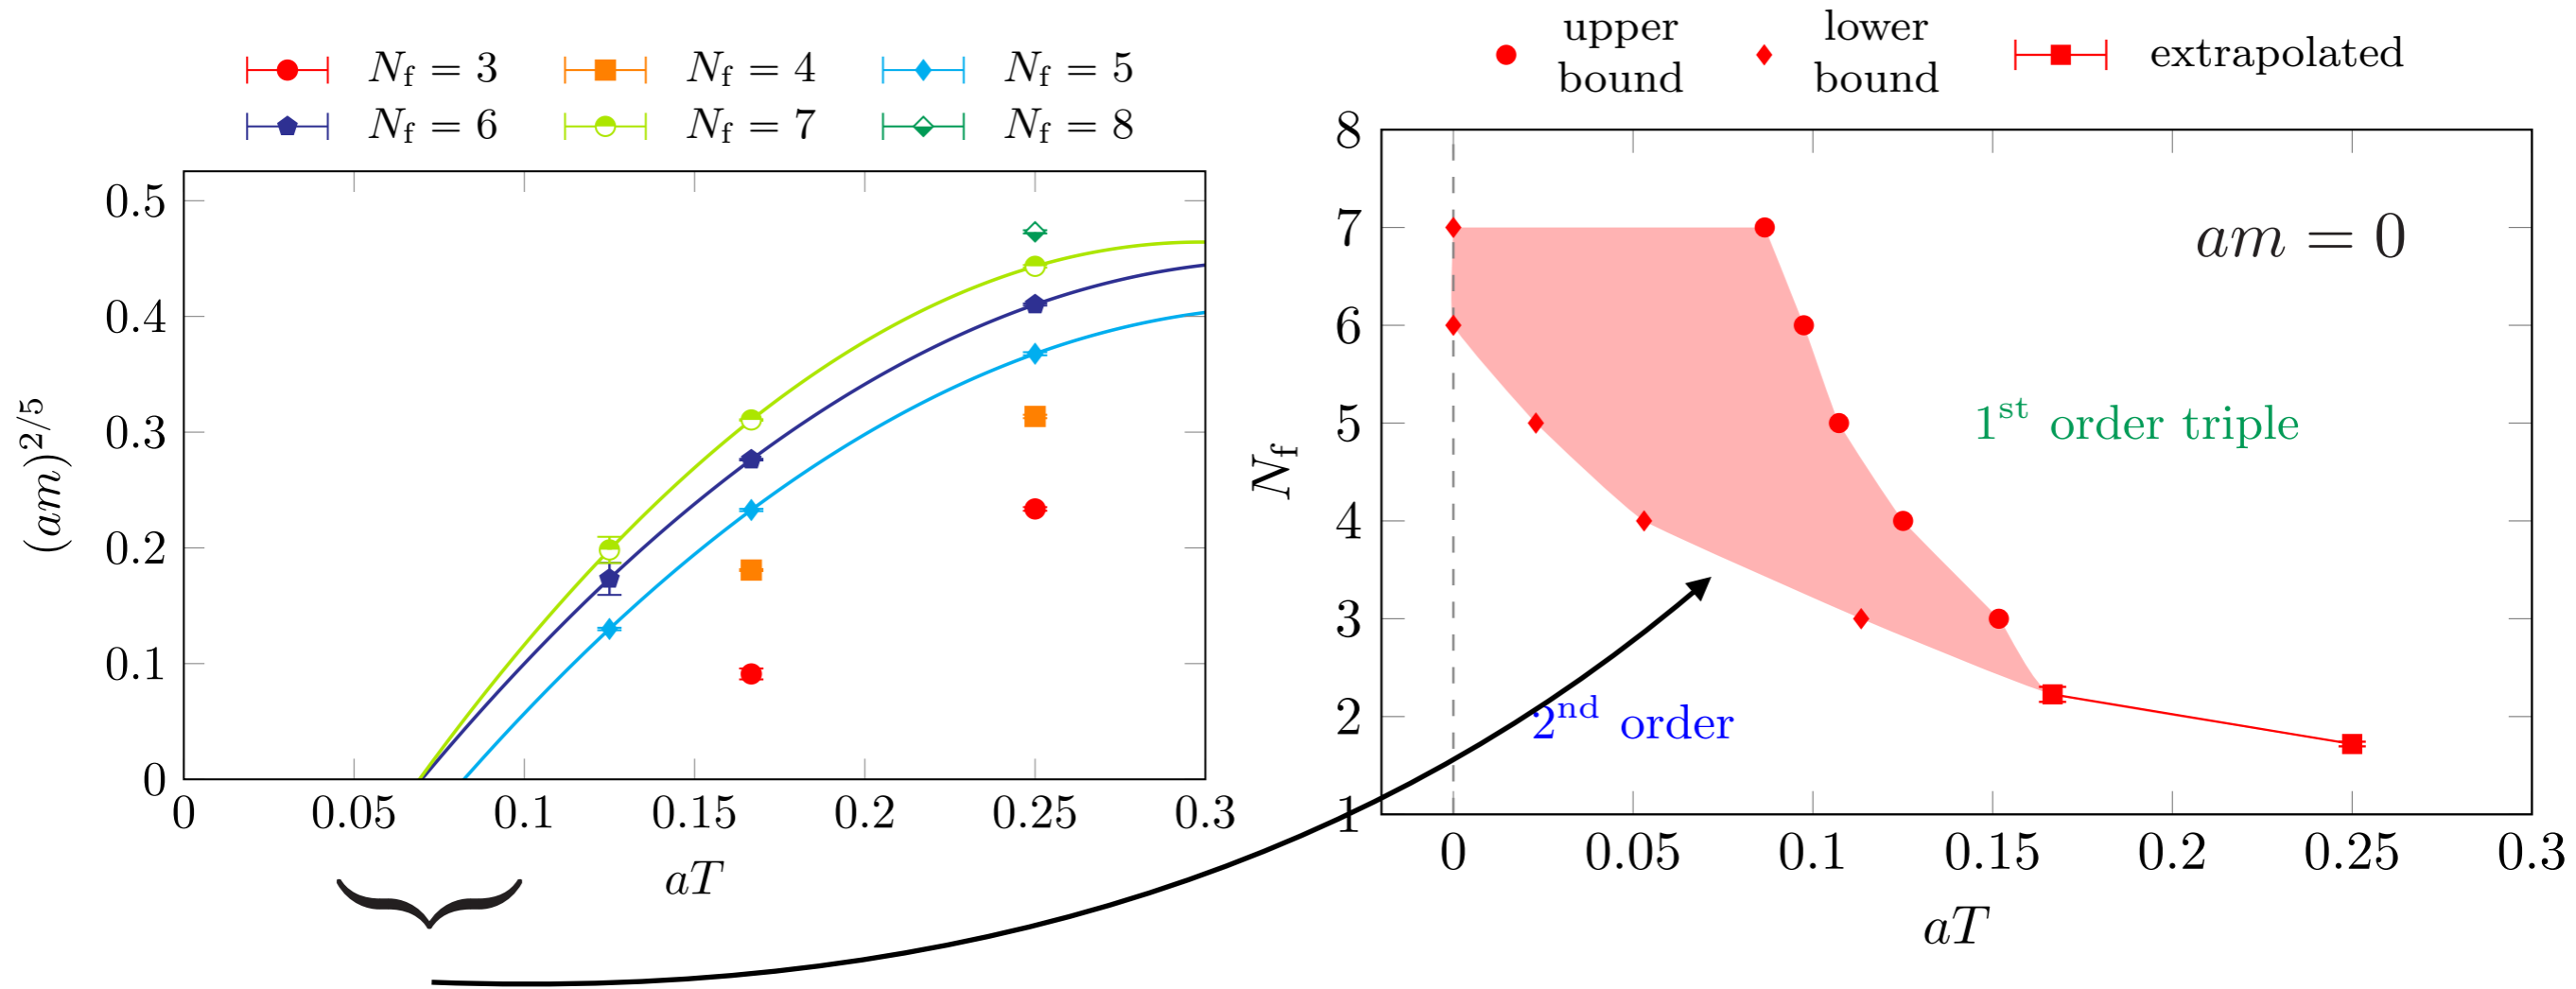 N_f = 3 N_f = 4 N_f = 5
N_f = 6 N_f = 7 N_f = 8
0.5
0.4
0.3
0.2
0.1
0
(am)^{2/5}
0 0.05 0.1 0.15 0.2 0.25 0.3
aT
upper bound
lower bound
extrapolated
8
7
6
5
4
3
2
1
N_f
am = 0
1^{st} order triple
2^{nd} order
0 0.05 0.1 0.15 0.2 0.25 0.3
aT